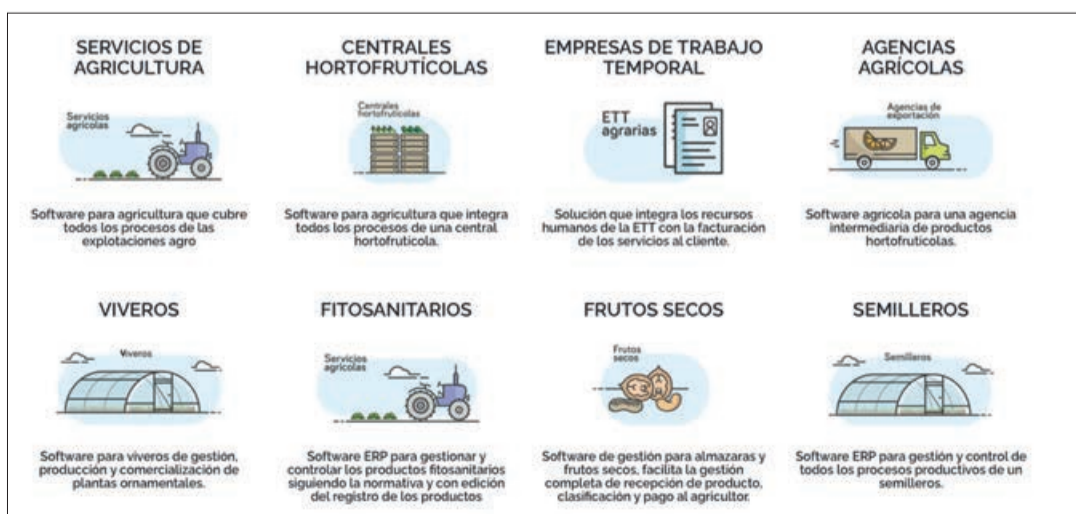 SERVICIOS DE
AGRICULTURA
Servicios
agrícolas
Software para agricultura que cubre
todos los procesos de las
explotaciones agro
CENTRALES
HORTOFRUTÍCOLAS
Centrales
hortofrutícolas
Software para agricultura que integra
todos los procesos de una central
hortofrutícola.
EMPRESAS DE TRABAJO
TEMPORAL
ETT
agrarias
Solución que integra los recursos
humanos de la ETT con la facturación
de los servicios al cliente.
AGENCIAS
AGRÍCOLAS
Agencias de
exportación
Software agrícola para una agencia
intermediaria de productos
hortofrutícolas.
VIVEROS
Viveros
Software para viveros de gestión,
producción y comercialización de
plantas ornamentales.
FITOSANITARIOS
Servicios
agrícolas
Software ERP para gestionar y
controlar los productos fitosanitarios
siguiendo la normativa y con edición
del registro de los productos
FRUTOS SECOS
Frutos
secos
Software de gestión para almazaras y
frutos secos, facilita la gestión
completa de recepción de producto,
clasificación y pago al agricultor.
SEMILLEROS
Semilleros
Software ERP para gestión y control de
todos los procesos productivos de un
semilleros.